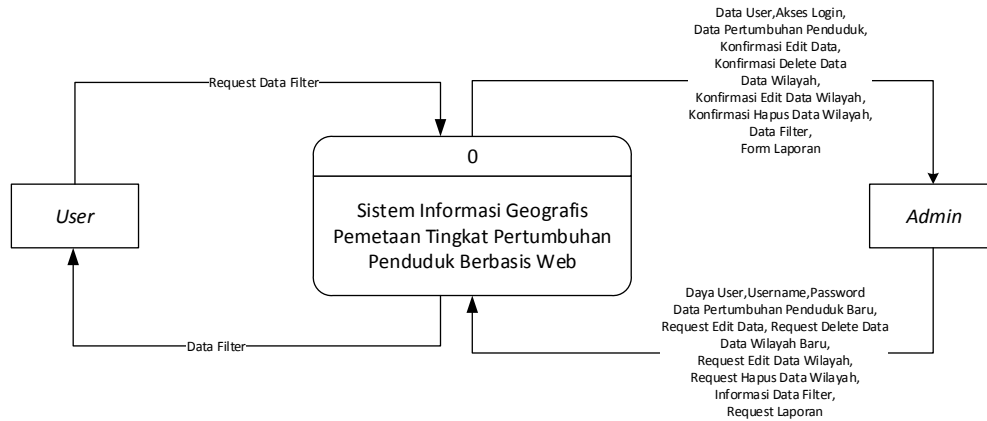 Data User,Akses Login,
Data Pertumbuhan Penduduk,
Konfirmasi Edit Data,
Konfirmasi Delete Data
Data Wilayah,
Konfirmasi Edit Data Wilayah,
Konfirmasi Hapus Data Wilayah,
Data Filter,
Form Laporan
Request Data Filter
0
User
Sistem Informasi Geografis
Pemetaan Tingkat Pertumbuhan
Penduduk Berbasis Web
Admin
Daya User,Username,Password
Data Pertumbuhan Penduduk Baru,
Request Edit Data, Request Delete Data
Data Wilayah Baru,
Request Edit Data Wilayah,
Request Hapus Data Wilayah,
Informasi Data Filter,
Request Laporan
Data Filter